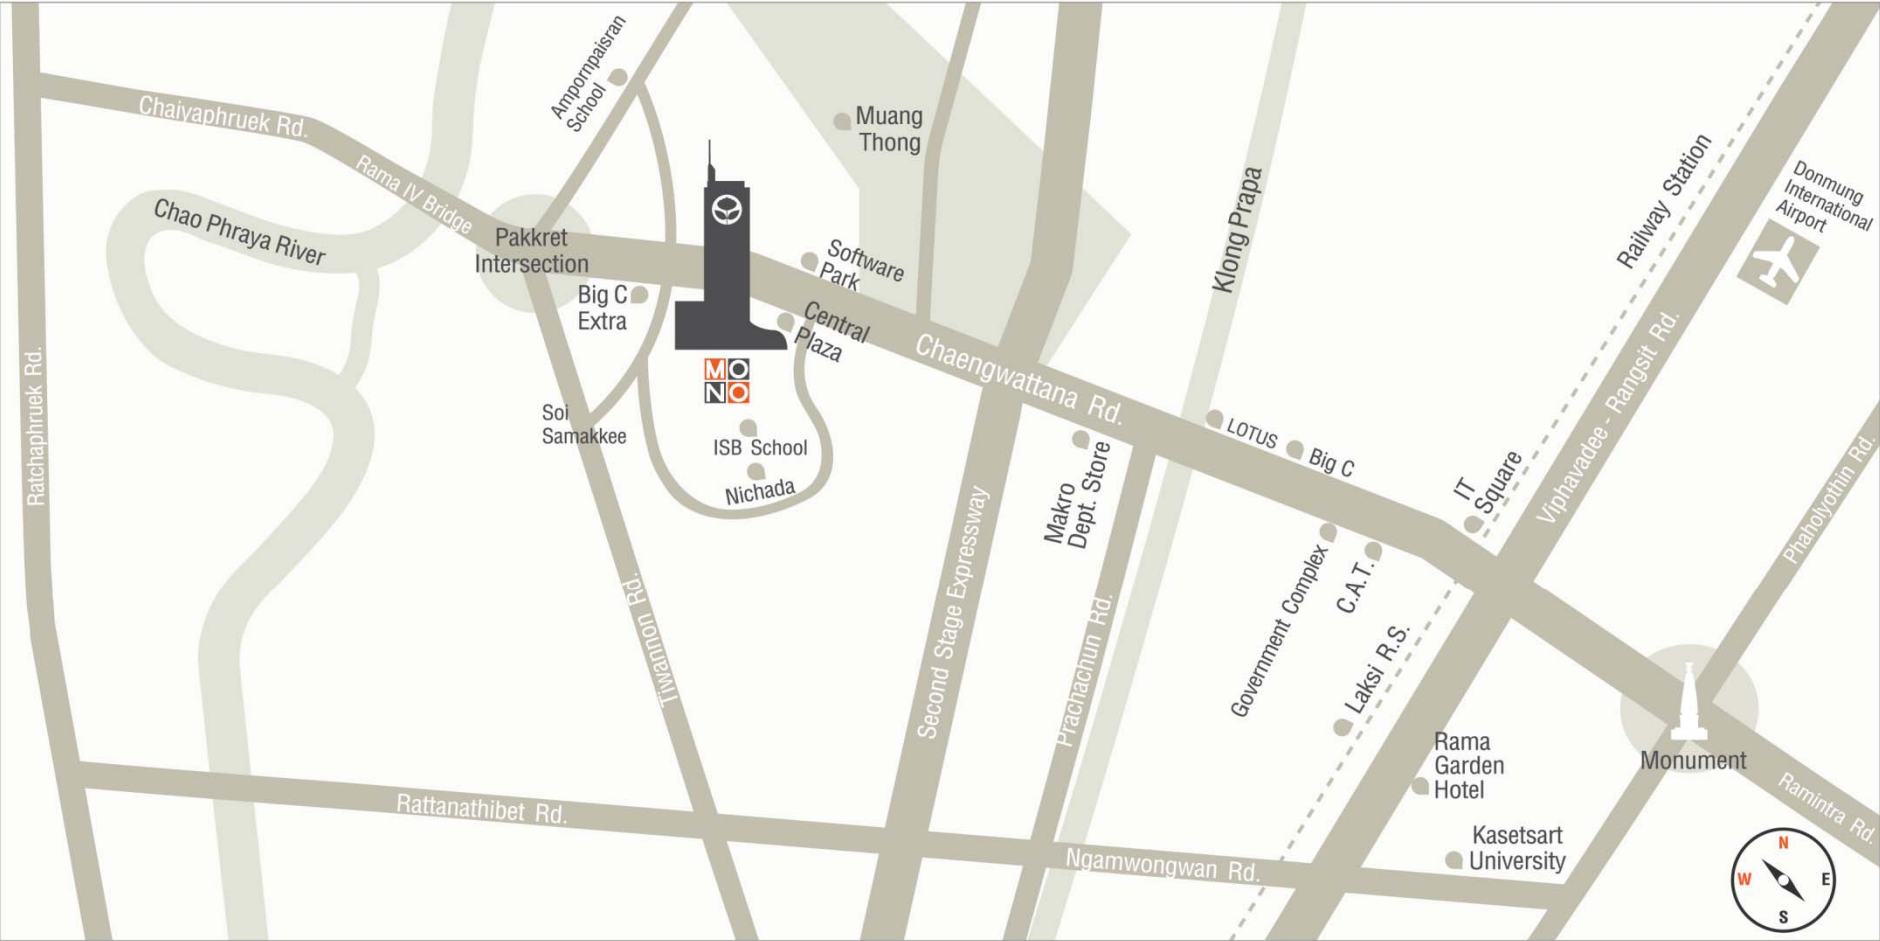 Ampornpaisran
School
Chaiyaphruek Rd.
Rama IV Bridge
Chao Phraya River
Pakkret
Intersection
Muang
Thong
Software
Park
Big C
Extra
Central
Plaza
MO
NO
Soi
Samakkee
ISB School
Nichada
Chaengwattana Rd.
Klong Prapa
Railway Station
Donmung
International
Airport
Ratchaphruek Rd.
Tiwannon Rd.
Second Stage Expressway
Makro
Dept. Store
Prachachun Rd.
LOTUS
Big C
IT
Square
Viphavadee - Rangsit Rd.
Phaholyothin Rd.
Government Complex
C.A.T.
Laksi R.S.
Rama
Garden
Hotel
Monument
Ramintra Rd.
Kasetsart
University
Rattanathibet Rd.
Ngamwongwan Rd.
N
W
E
S